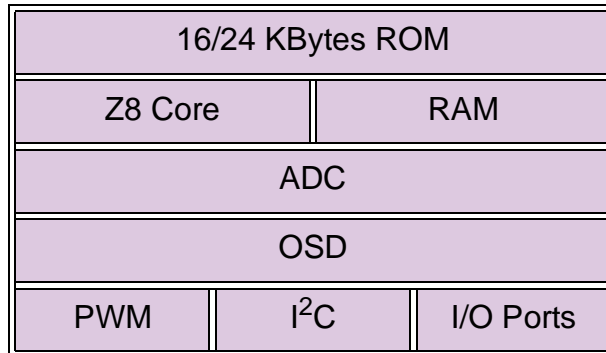 16/24 KBytes ROM
Z8 Core RAM
ADC
OSD
PWM I²C I/O Ports